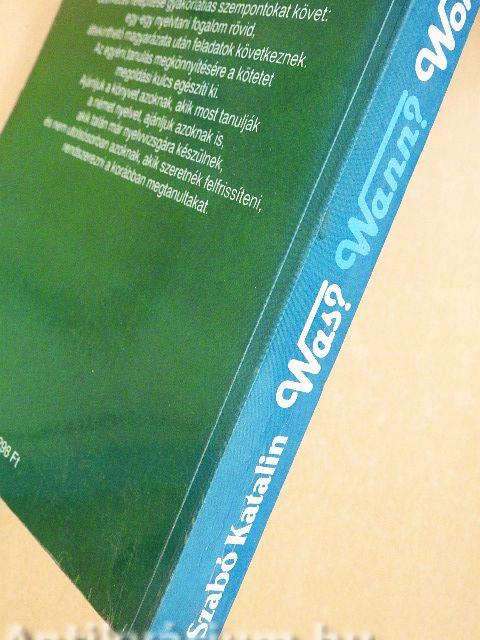 szempontokat követ:
egy-egy nyelvtani fogalom rövid,
áttekinthető magyarázata után feladatok következnek.
Az egyéni tanulás megkönnyítésére a kötetet
megoldási kulcs egészíti ki.
Ajánljuk a könyvet azoknak, akik most tanulják
a német nyelvet, ajánljuk azoknak is,
akik talán már nyelvvizsgára készülnek,
és nem utolsósorban azoknak, akik szeretnék felfrissíteni,
rendszerezni a korábban megtanultakat.
298 Ft
Szabó Katalin Was? Wann?